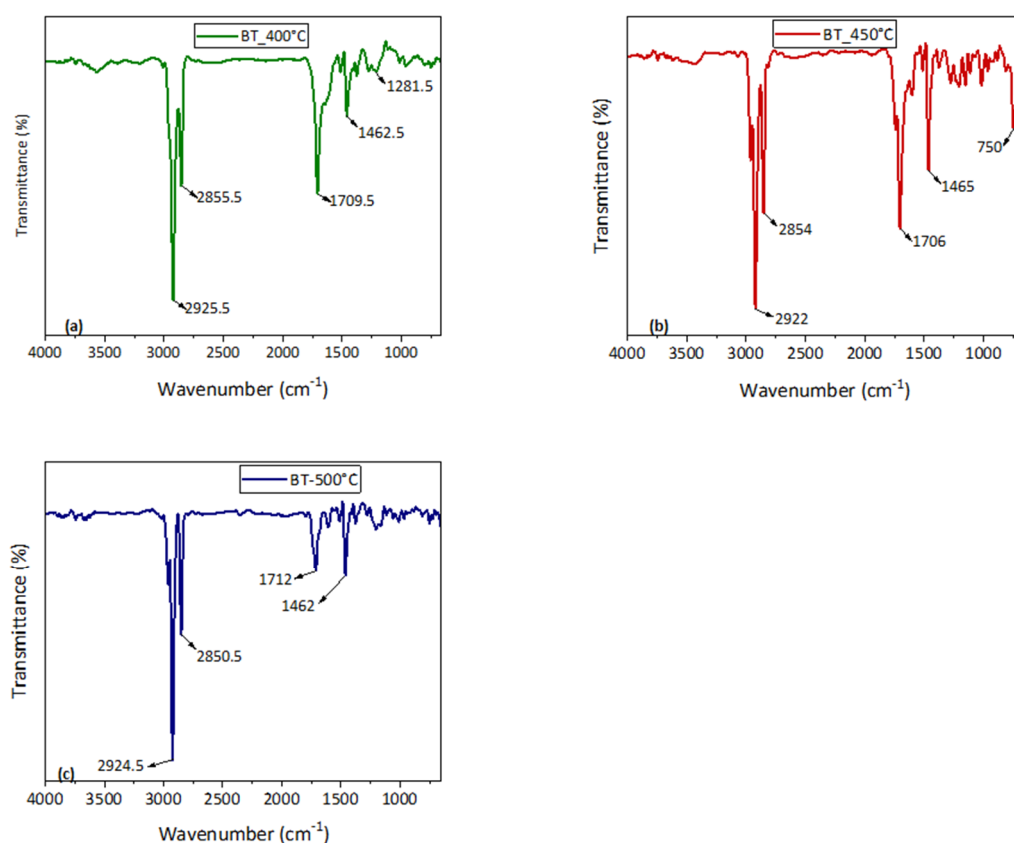 BT_400°C
Transmittance (%)
1281.5
1462.5
2855.5
1709.5
2925.5
(a)
4000 3500 3000 2500 2000 1500 1000
Wavenumber (cm⁻¹)
BT_450°C
Transmittance (%)
750
1465
2854
1706
2922
(b)
4000 3500 3000 2500 2000 1500 1000
Wavenumber (cm⁻¹)
BT-500°C
Transmittance (%)
1712
1462
2850.5
2924.5
(c)
4000 3500 3000 2500 2000 1500 1000
Wavenumber (cm⁻¹)